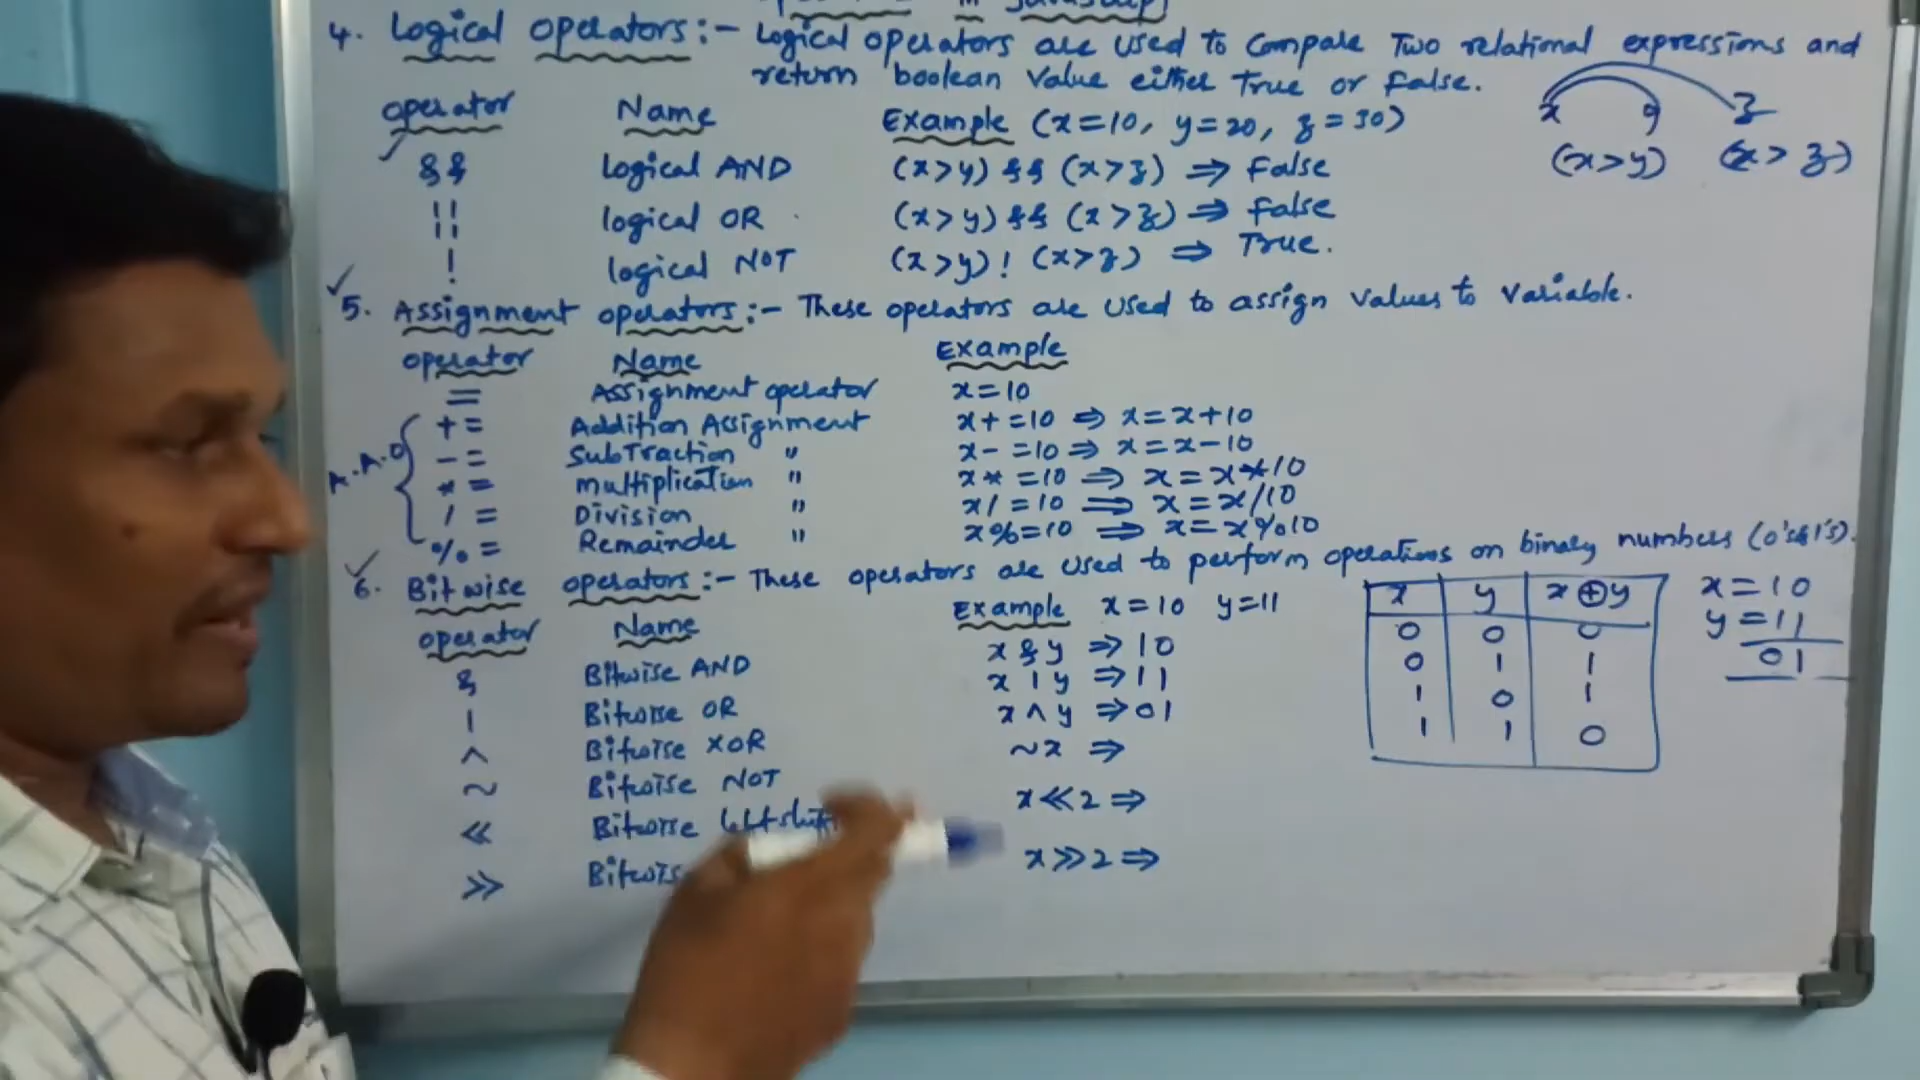 in Javascript
4. Logical operators:- Logical operators are used to compare Two relational expressions and
return boolean value either True or False.
operator Name Example (x=10, y=20, z=30) x y z
&& logical AND (x>y) && (x>z) ⇒ False (x>y) (x>z)
|| logical OR (x>y) && (x>z) ⇒ False
! logical NOT (x>y) ! (x>z) ⇒ True.
5. Assignment operators:- These operators are used to assign values to variable.
operator Name Example
= Assignment operator x=10
+= Addition Assignment x+=10 ⇒ x=x+10
-= Subtraction " x-=10 ⇒ x=x-10
A.A.O *= Multiplication " x*=10 ⇒ x=x*10
/= Division " x/=10 ⇒ x=x/10
%= Remainder " x%=10 ⇒ x=x%10
6. Bitwise operators:- These operators are used to perform operations on binary numbers (0's&1's).
operator Name Example x=10 y=11
& Bitwise AND x & y ⇒ 10
| Bitwise OR x | y ⇒ 11
^ Bitwise XOR x ^ y ⇒ 01
~ Bitwise NOT ~x ⇒
<< Bitwise left shift x<<2 ⇒
>> Bitwise x>>2 ⇒
x y x⊕y
0 0 0
0 1 1
1 0 1
1 1 0
x=10
y=11
01